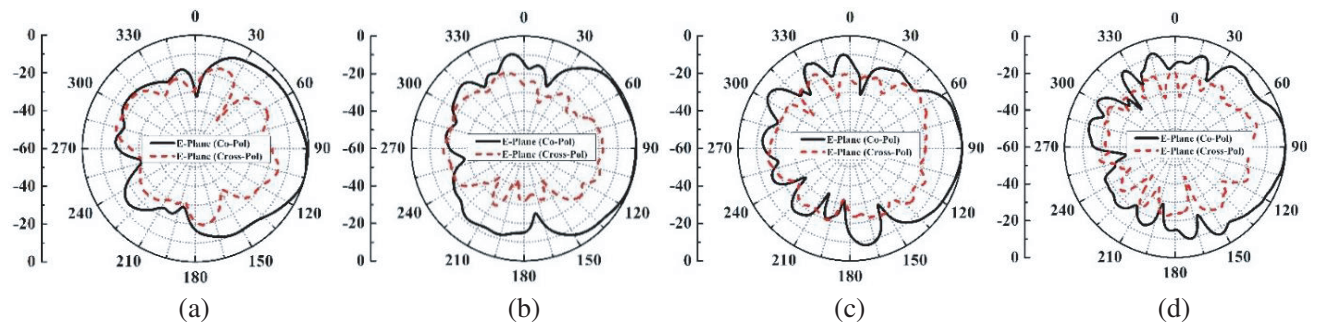 0 0 0 0
330 30 330 30 330 30 330 30
300 60 300 60 300 60 300 60
270 90 270 90 270 90 270 90
240 120 240 120 240 120 240 120
210 150 210 150 210 150 210 150
180 180 180 180
0 -20 -40 -60 -40 -20 0
0 -20 -40 -60 -40 -20 0
0 -20 -40 -60 -40 -20 0
0 -20 -40 -60 -40 -20 0
E-Plane (Co-Pol)
E-Plane (Cross-Pol)
E-Plane (Co-Pol)
E-Plane (Cross-Pol)
E-Plane (Co-Pol)
E-Plane (Cross-Pol)
E-Plane (Co-Pol)
E-Plane (Cross-Pol)
(a) (b) (c) (d)